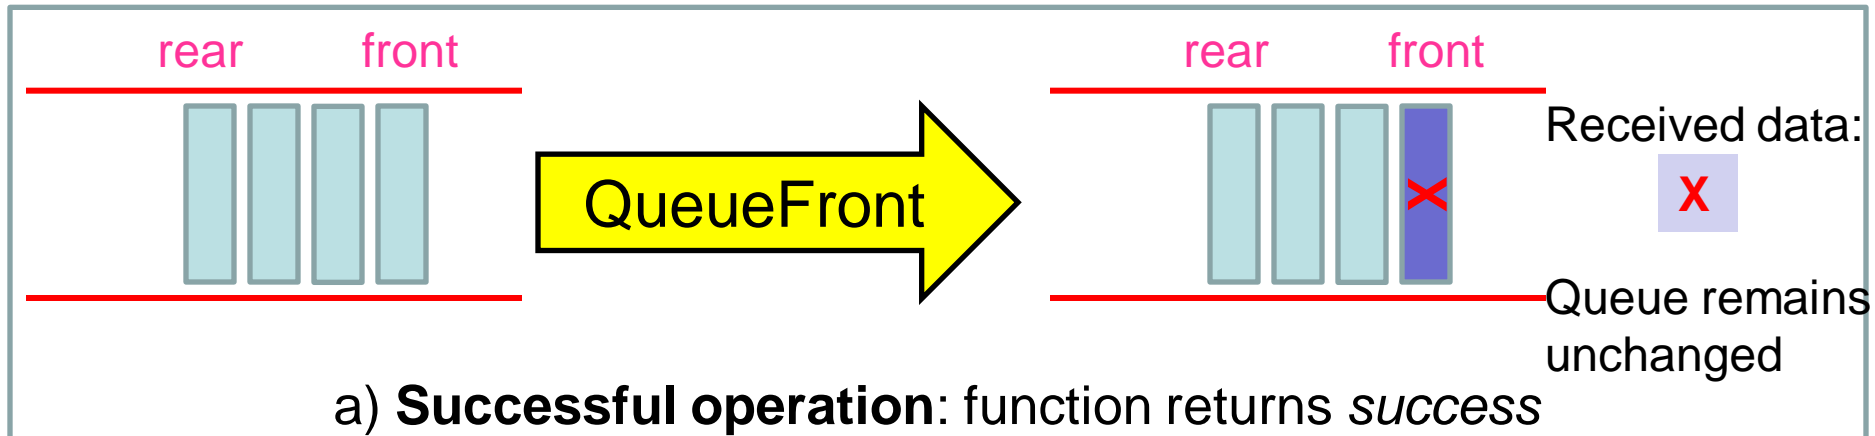 rear front
rear front
QueueFront
X
Received data:
X
Queue remains
unchanged
a) Successful operation: function returns success